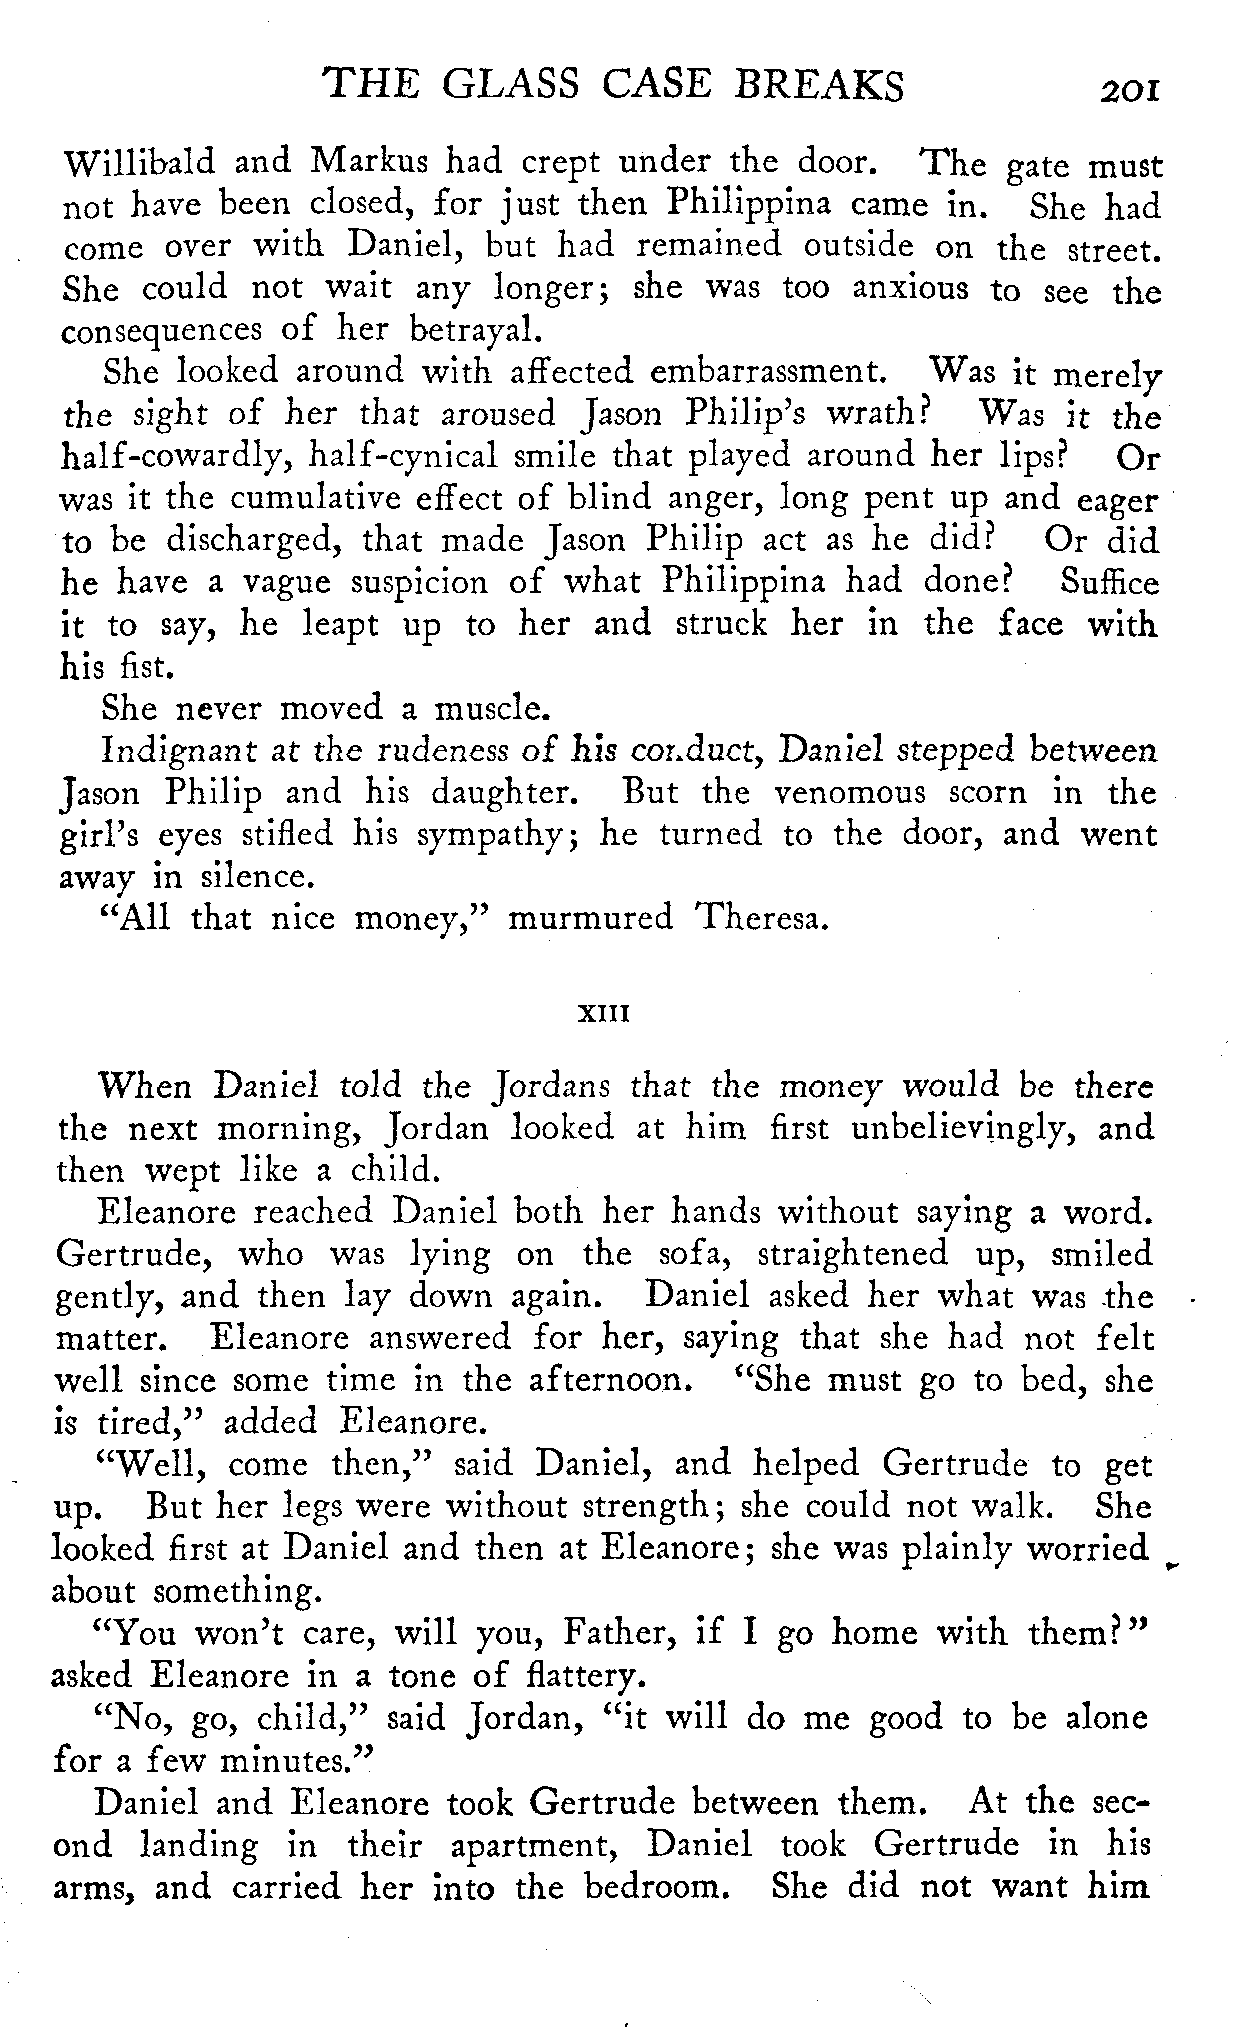 THE GLASS CASE BREAKS 201
Willibald and Markus had crept under the door. The gate must
not have been closed, for just then Philippina came in. She had
come over with Daniel, but had remained outside on the street.
She could not wait any longer; she was too anxious to see the
consequences of her betrayal.
She looked around with affected embarrassment. Was it merely
the sight of her that aroused Jason Philip's wrath? Was it the
half-cowardly, half-cynical smile that played around her lips? Or
was it the cumulative effect of blind anger, long pent up and eager
to be discharged, that made Jason Philip act as he did? Or did
he have a vague suspicion of what Philippina had done? Suffice
it to say, he leapt up to her and struck her in the face with
his fist.
She never moved a muscle.
Indignant at the rudeness of his conduct, Daniel stepped between
Jason Philip and his daughter. But the venomous scorn in the
girl's eyes stifled his sympathy; he turned to the door, and went
away in silence.
"All that nice money," murmured Theresa.
XIII
When Daniel told the Jordans that the money would be there
the next morning, Jordan looked at him first unbelievingly, and
then wept like a child.
Eleanore reached Daniel both her hands without saying a word.
Gertrude, who was lying on the sofa, straightened up, smiled
gently, and then lay down again. Daniel asked her what was the
matter. Eleanore answered for her, saying that she had not felt
well since some time in the afternoon. "She must go to bed, she
is tired," added Eleanore.
"Well, come then," said Daniel, and helped Gertrude to get
up. But her legs were without strength; she could not walk. She
looked first at Daniel and then at Eleanore; she was plainly worried
about something.
"You won't care, will you, Father, if I go home with them?"
asked Eleanore in a tone of flattery.
"No, go, child," said Jordan, "it will do me good to be alone
for a few minutes."
Daniel and Eleanore took Gertrude between them. At the sec-
ond landing in their apartment, Daniel took Gertrude in his
arms, and carried her into the bedroom. She did not want him